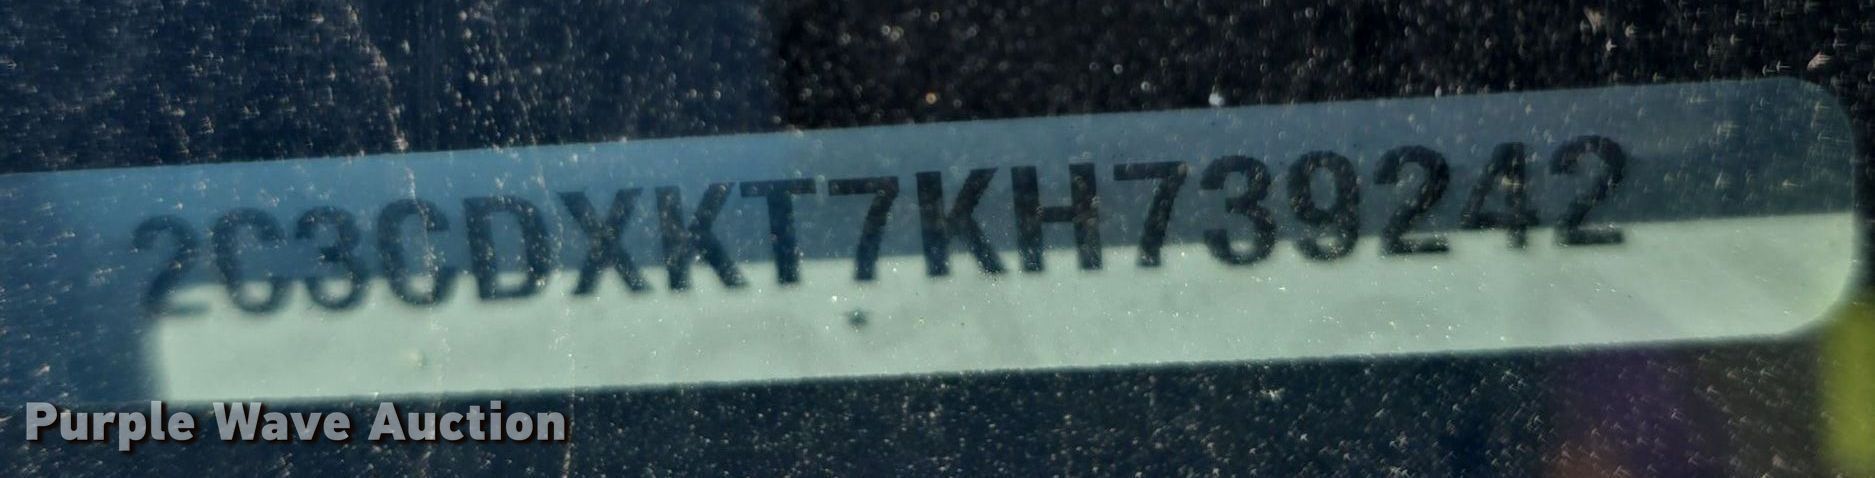 2C3CDXKT7KH739242
Purple Wave Auction